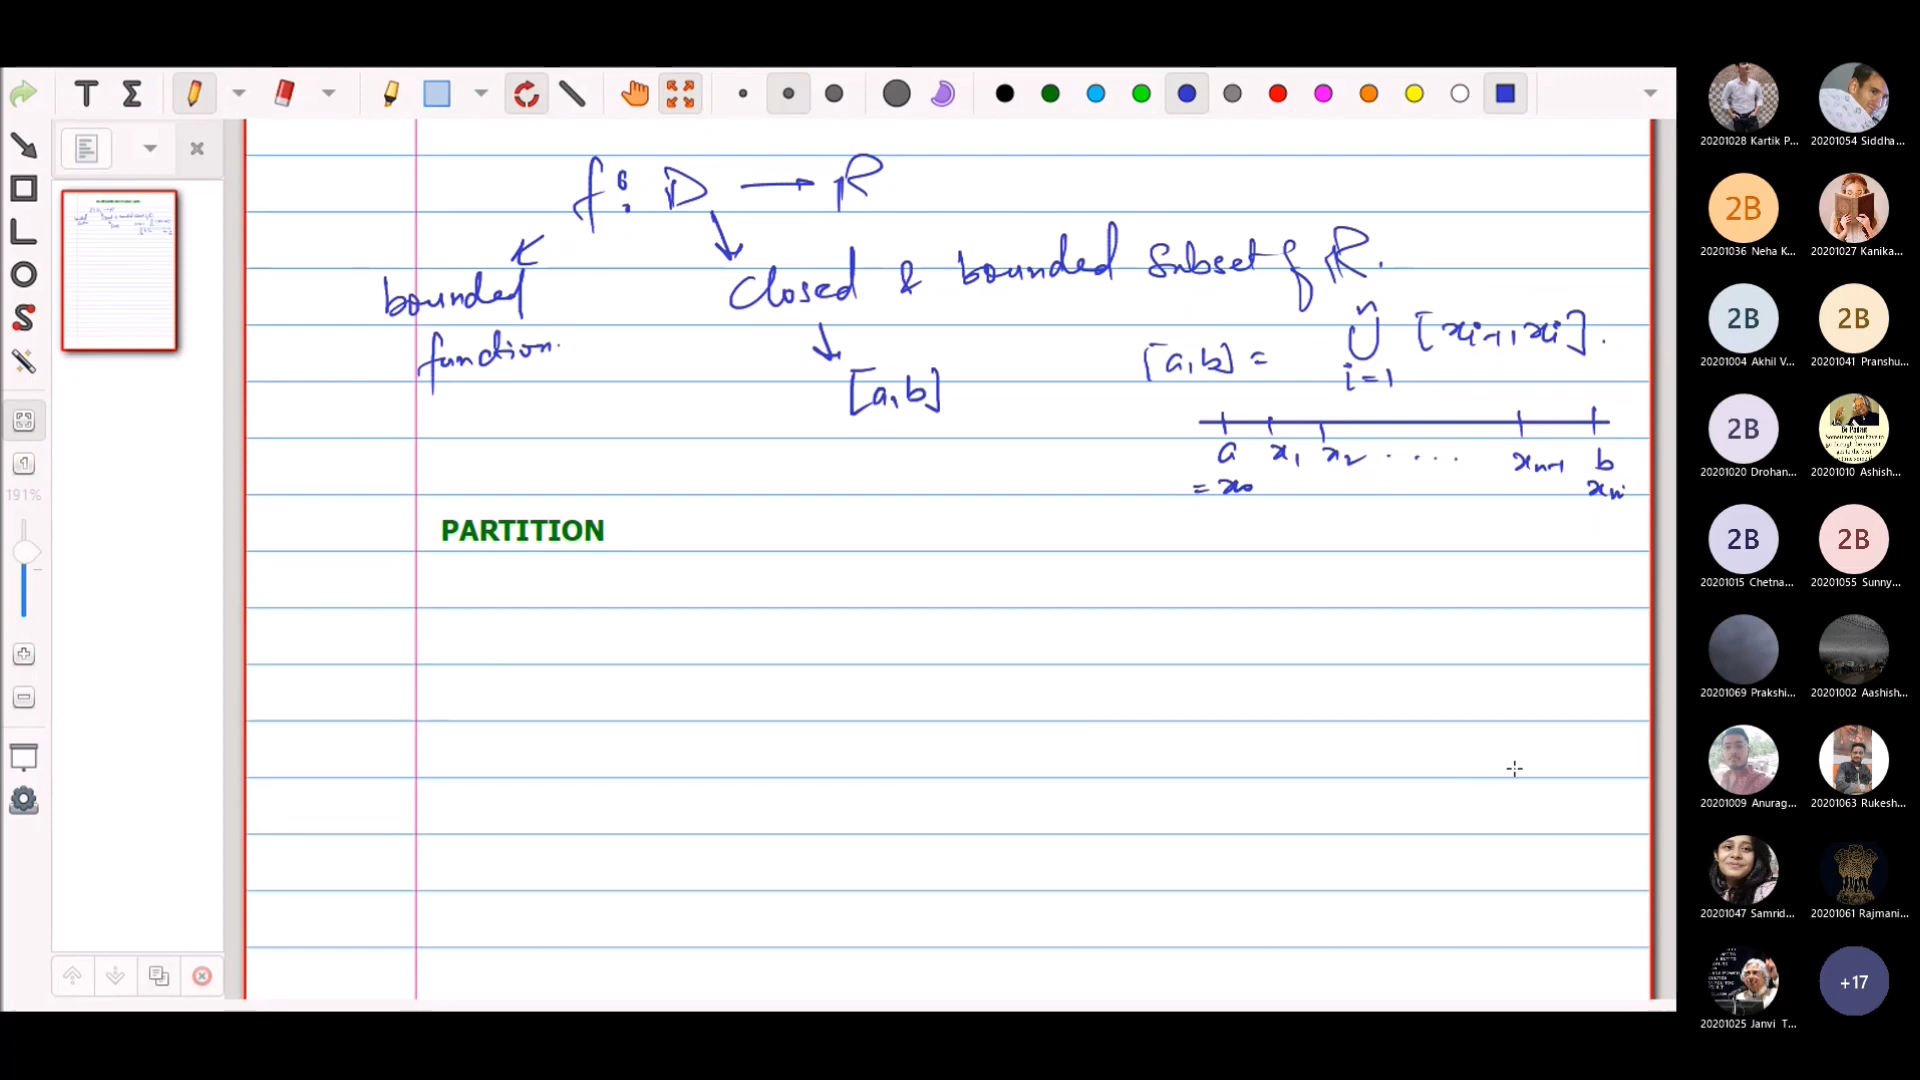 f: D → R
bounded function.
Closed & bounded Subset of R.
[a,b]
[a,b] = n ∪ i=1 [xi-1, xi].
a x1 x2 . . . . xn-1 b
= x0 xn
PARTITION
191%
20201028 Kartik P...
20201054 Siddha...
2B
20201036 Neha K...
20201027 Kanika...
2B
20201004 Akhil V...
2B
20201041 Pranshu...
2B
20201020 Drohan...
20201010 Ashish...
2B
20201015 Chetna...
2B
20201055 Sunny...
20201069 Prakshi...
20201002 Aashish...
20201009 Anurag...
20201063 Rukesh...
20201047 Samrid...
20201061 Rajmani...
20201025 Janvi T...
+17